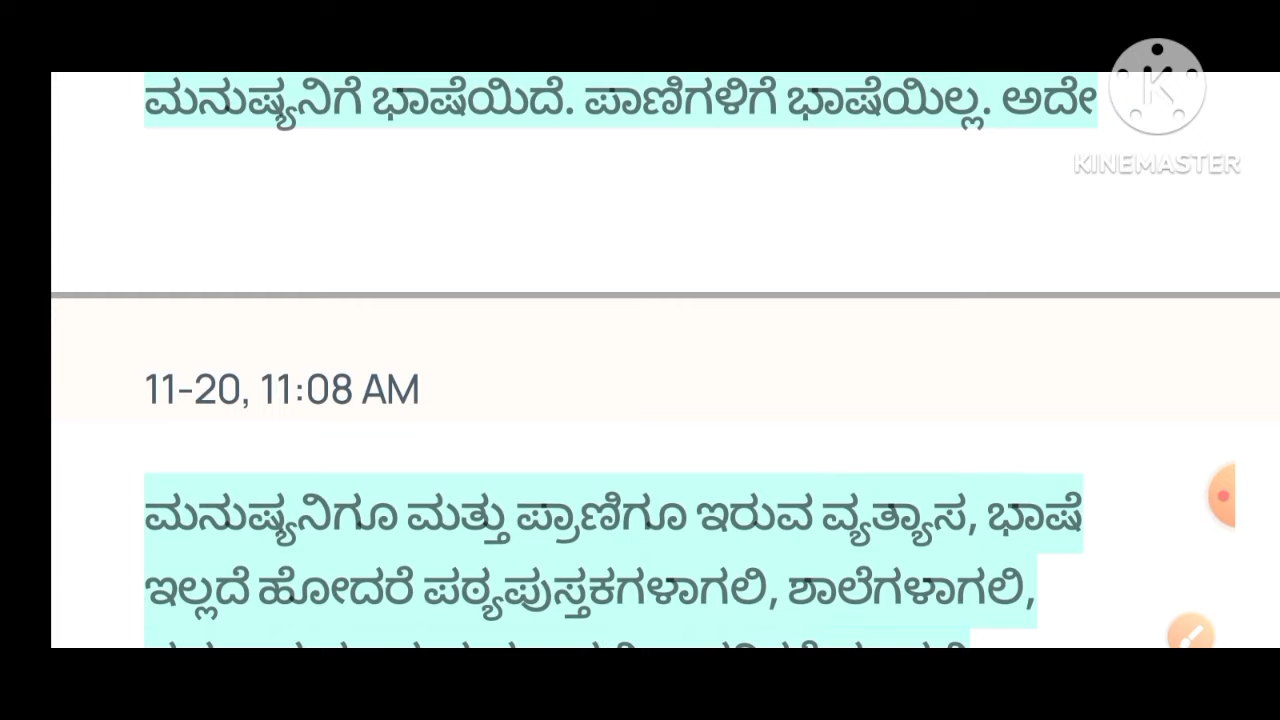 ಮನುಷ್ಯನಿಗೆ ಭಾಷೆಯಿದೆ. ಪಾಣಿಗಳಿಗೆ ಭಾಷೆಯಿಲ್ಲ. ಅದೇ
KINEMASTER
11-20, 11:08 AM
ಮನುಷ್ಯನಿಗೂ ಮತ್ತು ಪ್ರಾಣಿಗೂ ಇರುವ ವ್ಯತ್ಯಾಸ, ಭಾಷೆ
ಇಲ್ಲದೆ ಹೋದರೆ ಪಠ್ಯಪುಸ್ತಕಗಳಾಗಲಿ, ಶಾಲೆಗಳಾಗಲಿ,